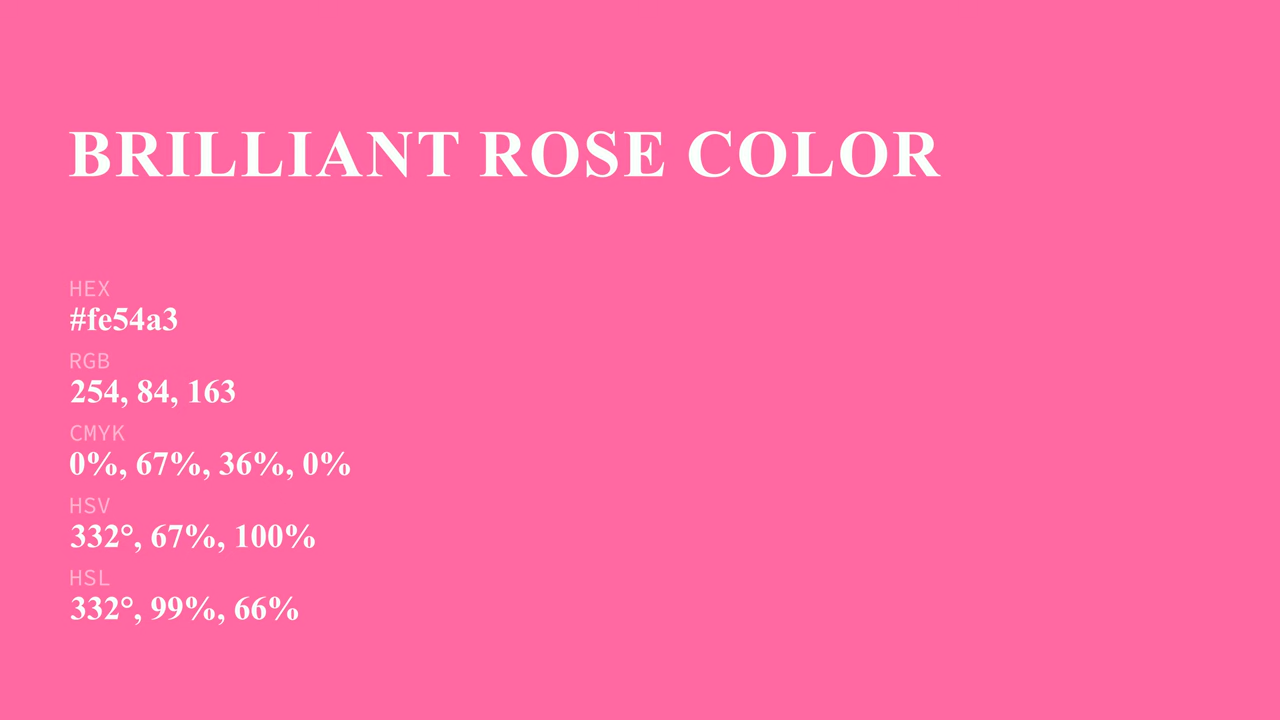 BRILLIANT ROSE COLOR
HEX
#fe54a3
RGB
254, 84, 163
CMYK
0%, 67%, 36%, 0%
HSV
332°, 67%, 100%
HSL
332°, 99%, 66%